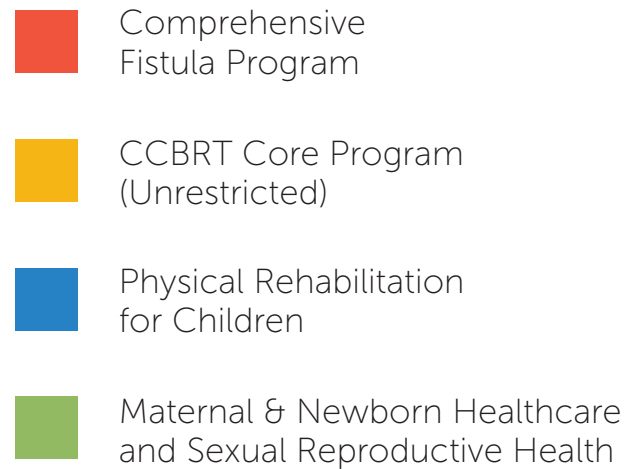 Comprehensive
Fistula Program
CCBRT Core Program
(Unrestricted)
Physical Rehabilitation
for Children
Maternal & Newborn Healthcare
and Sexual Reproductive Health